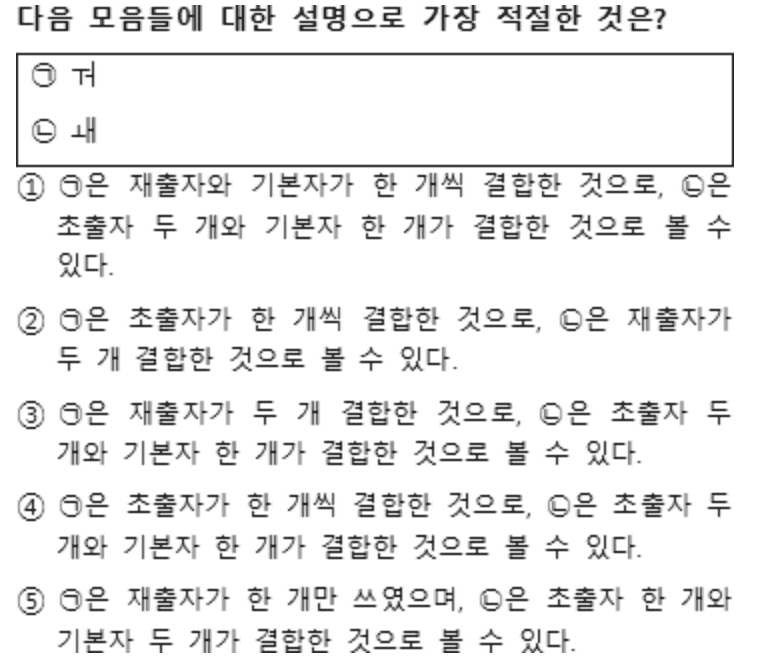 다음 모음들에 대한 설명으로 가장 적절한 것은?
㉠ ㆊ
㉡ ㅙ
① ㉠은 재출자와 기본자가 한 개씩 결합한 것으로, ㉡은
초출자 두 개와 기본자 한 개가 결합한 것으로 볼 수
있다.
② ㉠은 초출자가 한 개씩 결합한 것으로, ㉡은 재출자가
두 개 결합한 것으로 볼 수 있다.
③ ㉠은 재출자가 두 개 결합한 것으로, ㉡은 초출자 두
개와 기본자 한 개가 결합한 것으로 볼 수 있다.
④ ㉠은 초출자가 한 개씩 결합한 것으로, ㉡은 초출자 두
개와 기본자 한 개가 결합한 것으로 볼 수 있다.
⑤ ㉠은 재출자가 한 개만 쓰였으며, ㉡은 초출자 한 개와
기본자 두 개가 결합한 것으로 볼 수 있다.